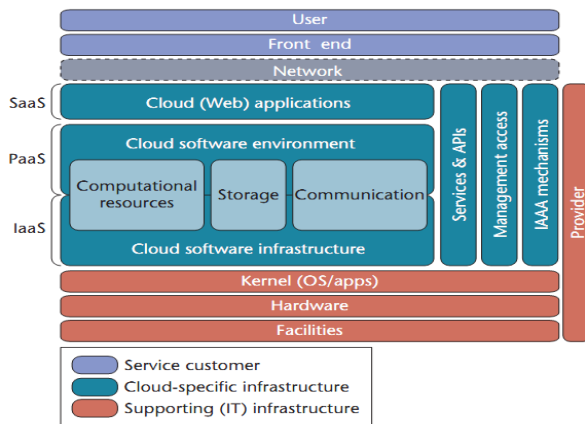 User
Front end
Network
SaaS
Cloud (Web) applications
PaaS
Cloud software environment
Computational
resources
Storage
Communication
IaaS
Cloud software infrastructure
Services & APIs
Management access
IAAA mechanisms
Provider
Kernel (OS/apps)
Hardware
Facilities
Service customer
Cloud-specific infrastructure
Supporting (IT) infrastructure